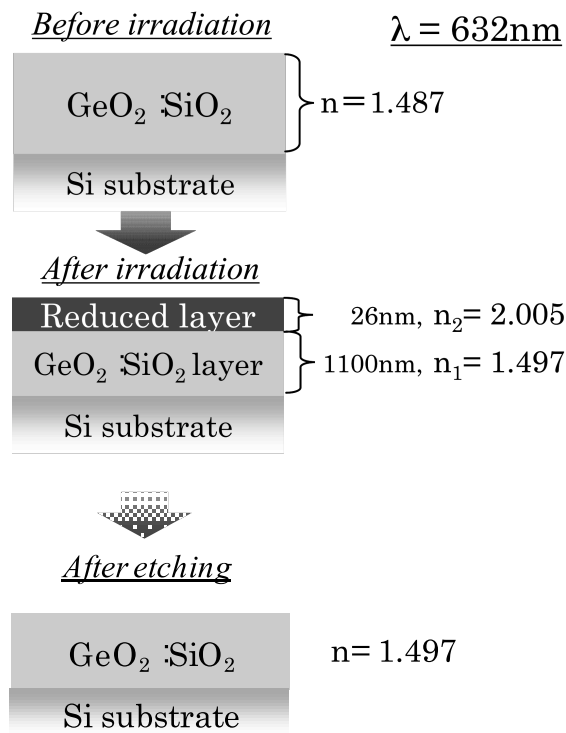 Before irradiation
λ = 632nm
GeO₂ :SiO₂
n=1.487
Si substrate
After irradiation
Reduced layer
26nm, n₂= 2.005
GeO₂ :SiO₂ layer
1100nm, n₁= 1.497
Si substrate
After etching
GeO₂ :SiO₂
n= 1.497
Si substrate